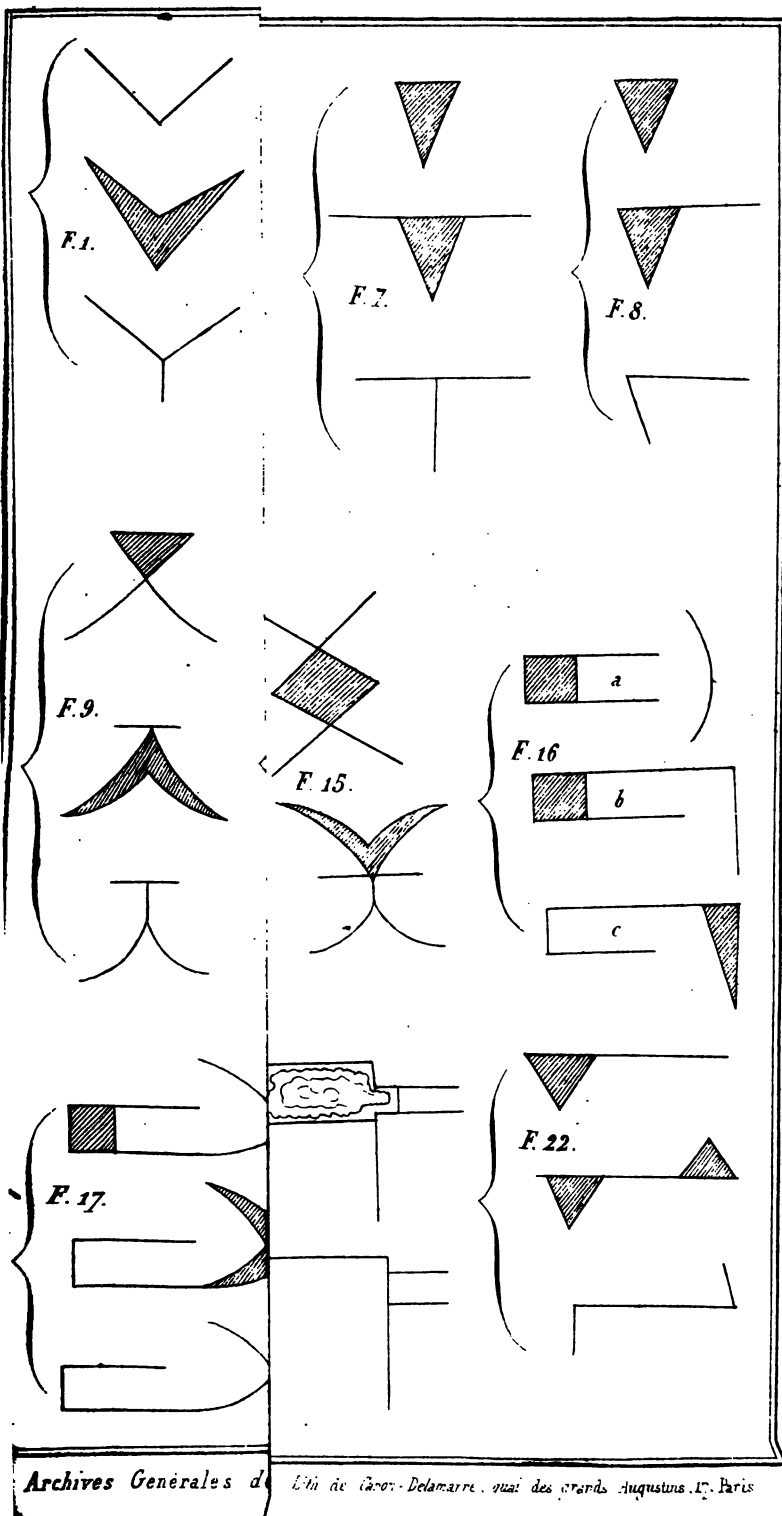 F. 1.
F. 7.
F. 8.
F. 9.
F. 15.
F. 16
a
b
c
F. 17.
F. 22.
Archives Générales d
Lith de Caron-Delamarre, quai des grands Augustins, 17. Paris